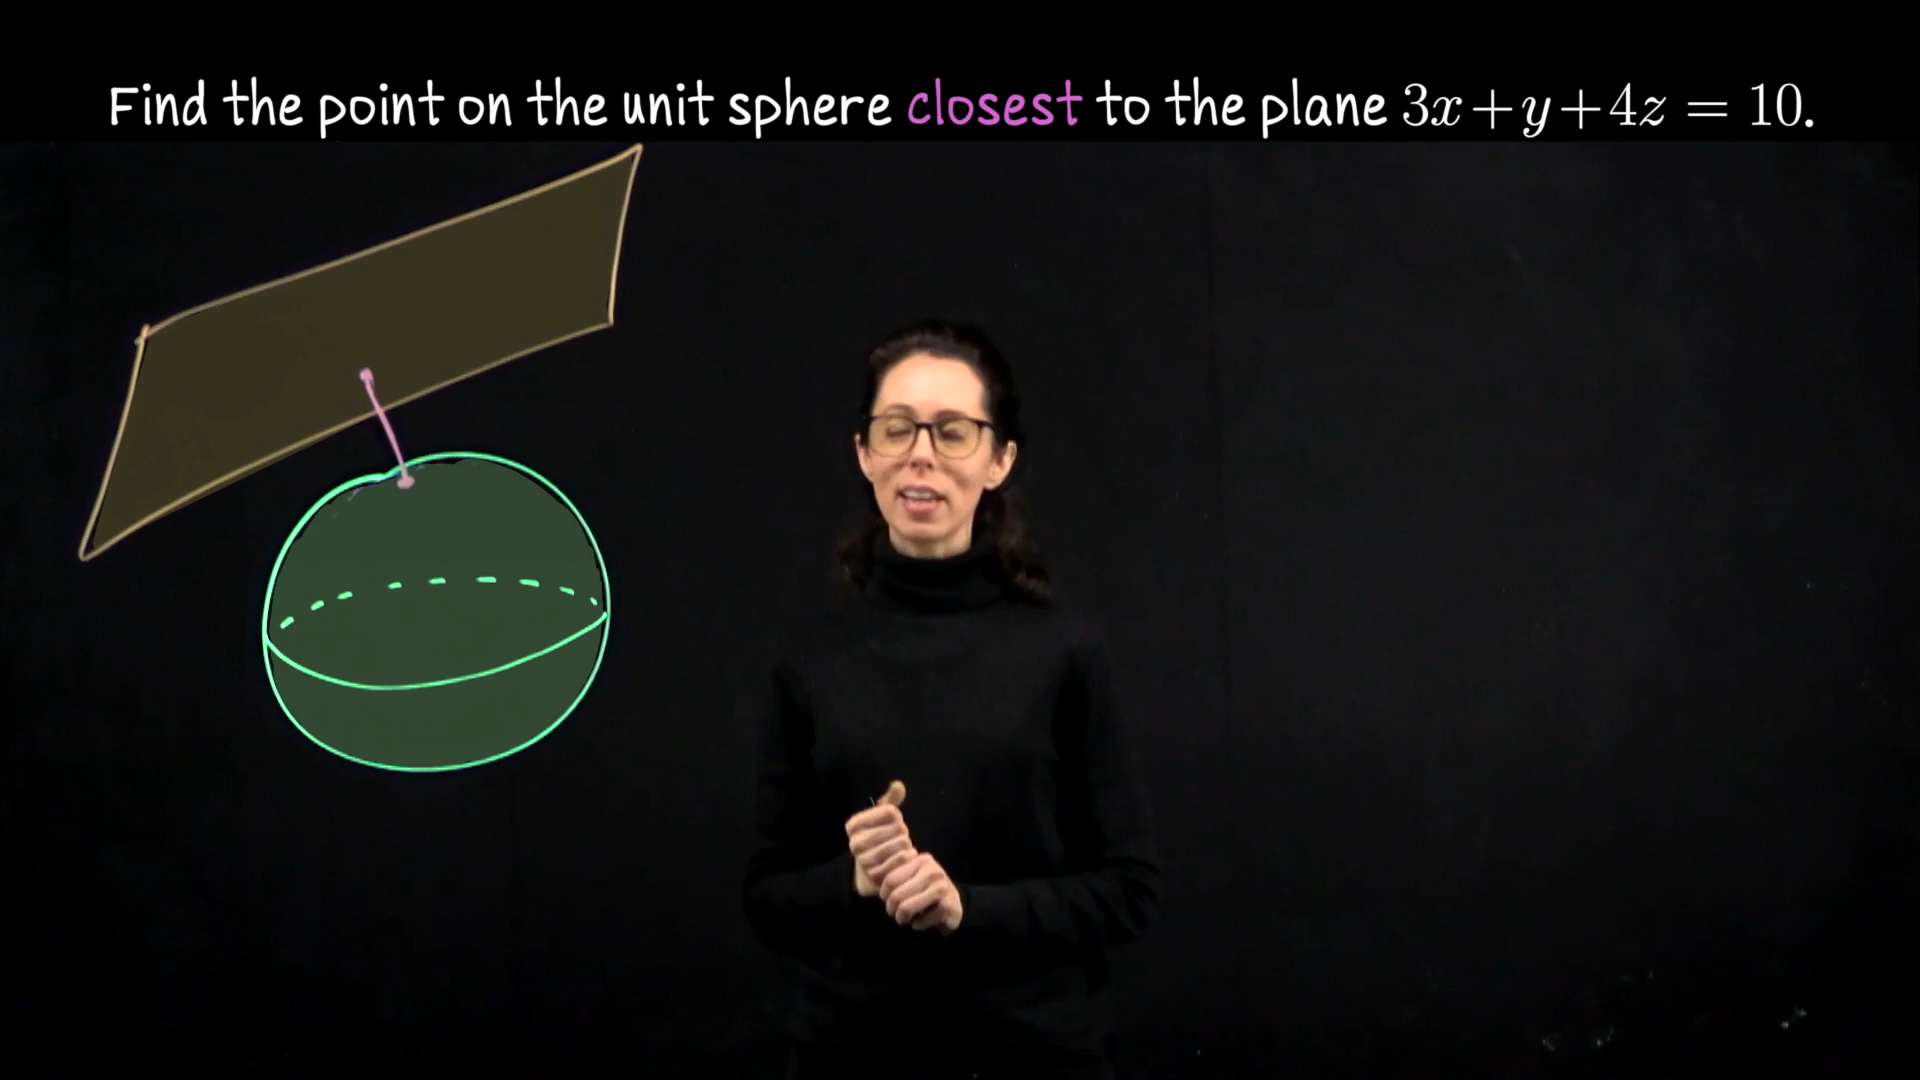 Find the point on the unit sphere closest to the plane 3x+y+4z = 10.